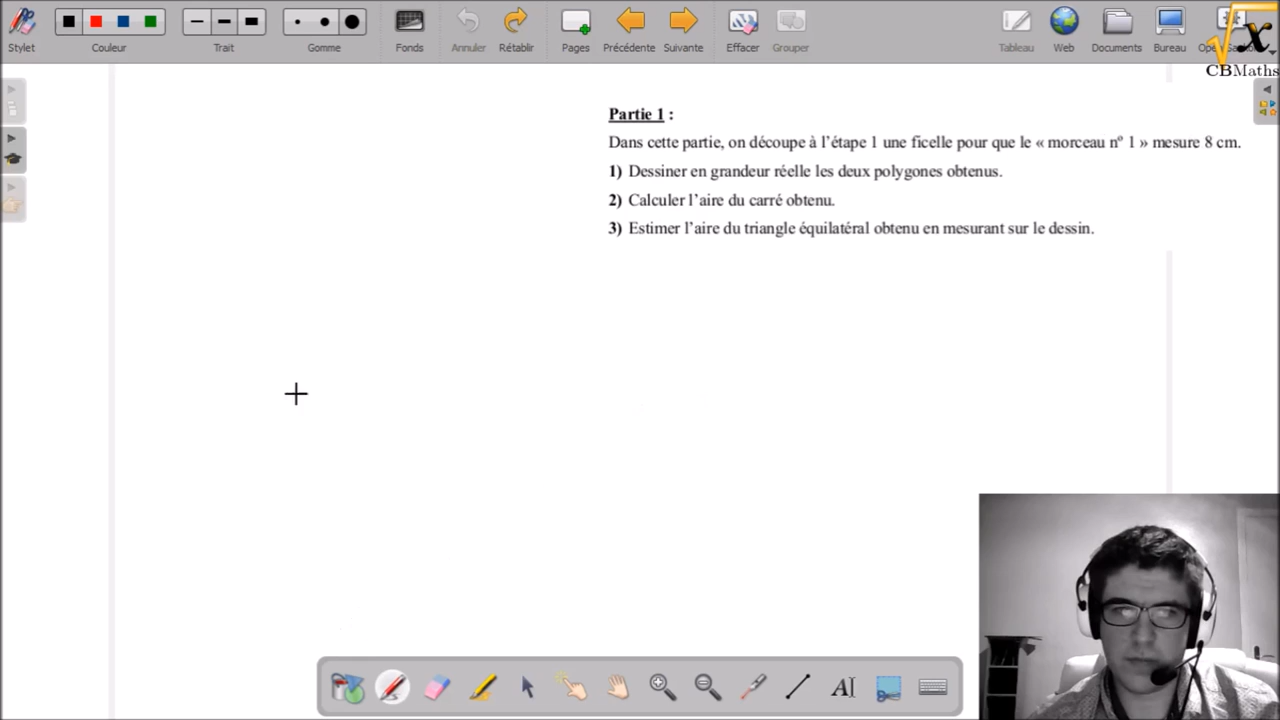 Stylet Couleur Trait Gomme Fonds Annuler Rétablir Pages Précédente Suivante Effacer Grouper Tableau Web Documents Bureau
CBMaths
Partie 1 :
Dans cette partie, on découpe à l'étape 1 une ficelle pour que le « morceau nº 1 » mesure 8 cm.
1) Dessiner en grandeur réelle les deux polygones obtenus.
2) Calculer l'aire du carré obtenu.
3) Estimer l'aire du triangle équilatéral obtenu en mesurant sur le dessin.